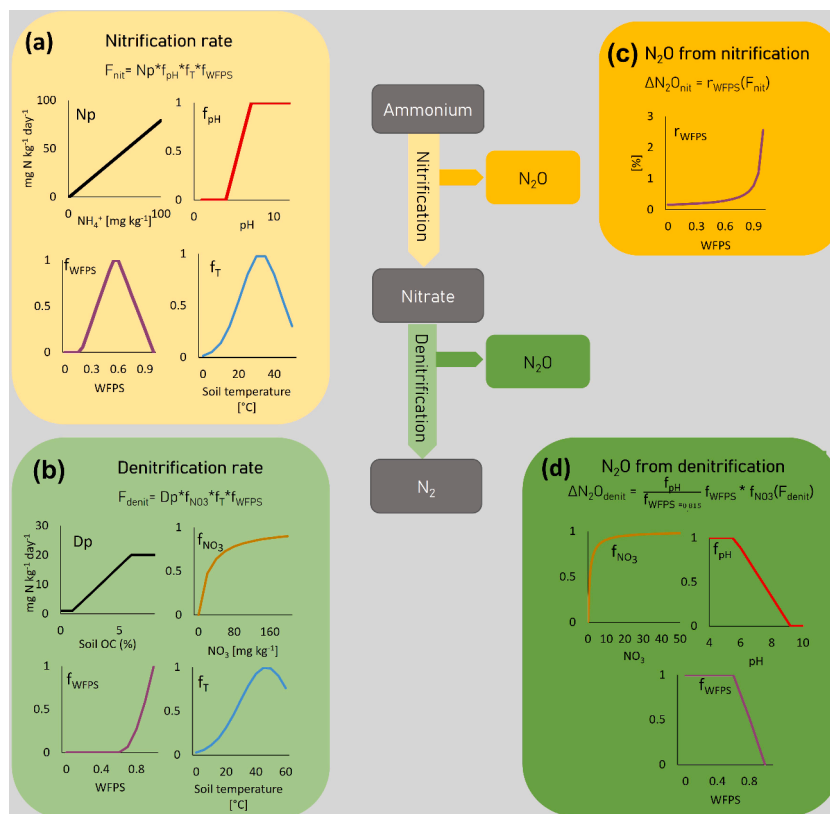 (a)
Nitrification rate
Fnit= Np*fpH*fT*fWFPS
mg N kg⁻¹ day⁻¹
100
50
0
Np
0
100
NH₄⁺ [mg kg⁻¹]
fpH
1
0.5
0
0
10
pH
fWFPS
1
0.5
0
0 0.3 0.6 0.9
WFPS
fT
1
0.5
0
0 20 40
Soil temperature
[°C]
Ammonium
Nitrification
N₂O
Nitrate
Denitrification
N₂O
N₂
(c)
N₂O from nitrification
ΔN₂Onit = rWFPS(Fnit)
rWFPS
[%]
3
2
1
0
0 0.3 0.6 0.9
WFPS
(b)
Denitrification rate
Fdenit= Dp*fNO3*fT*fWFPS
mg N kg⁻¹ day⁻¹
30
20
10
0
Dp
0 5
Soil OC (%)
fNO₃
1
0.5
0
0 80 160
NO₃ [mg kg⁻¹]
fWFPS
1
0.5
0
0 0.4 0.8
WFPS
fT
1
0.5
0
0 20 40 60
Soil temperature
[°C]
(d)
N₂O from denitrification
ΔN₂Odenit = fpH / fWFPS fWFPS * fNO3(Fdenit)
fNO₃
1
0.5
0
0 10 20 30 40 50
NO₃
fpH
1
0.5
0
4 6 8 10
pH
fWFPS
1
0.5
0
0 0.4 0.8
WFPS